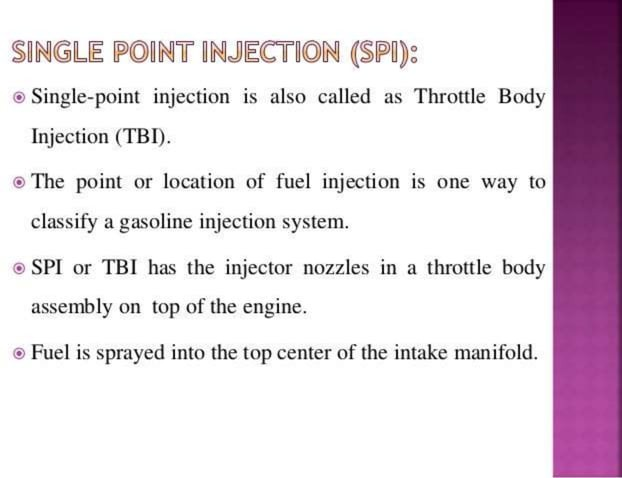 SINGLE POINT INJECTION (SPI):
Single-point injection is also called as Throttle Body
Injection (TBI).
The point or location of fuel injection is one way to
classify a gasoline injection system.
SPI or TBI has the injector nozzles in a throttle body
assembly on top of the engine.
Fuel is sprayed into the top center of the intake manifold.